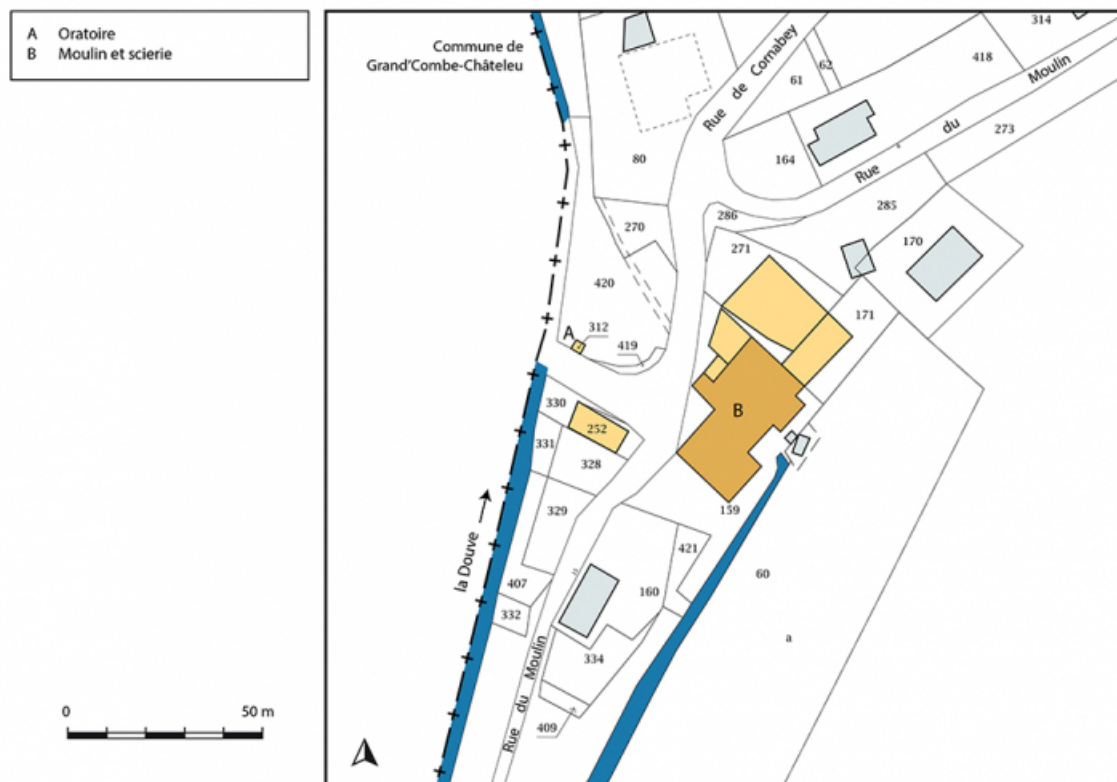 A Oratoire
B Moulin et scierie
0 50 m
Commune de
Grand'Combe-Châteleu
Rue de Cornabey
Rue du Moulin
314
418
62
61
273
164
80
285
286
270
271
170
420
171
A 312
419
B
330
252
331
328
329
159
la Douve
421
60
407
160
332
a
334
Rue du Moulin
409